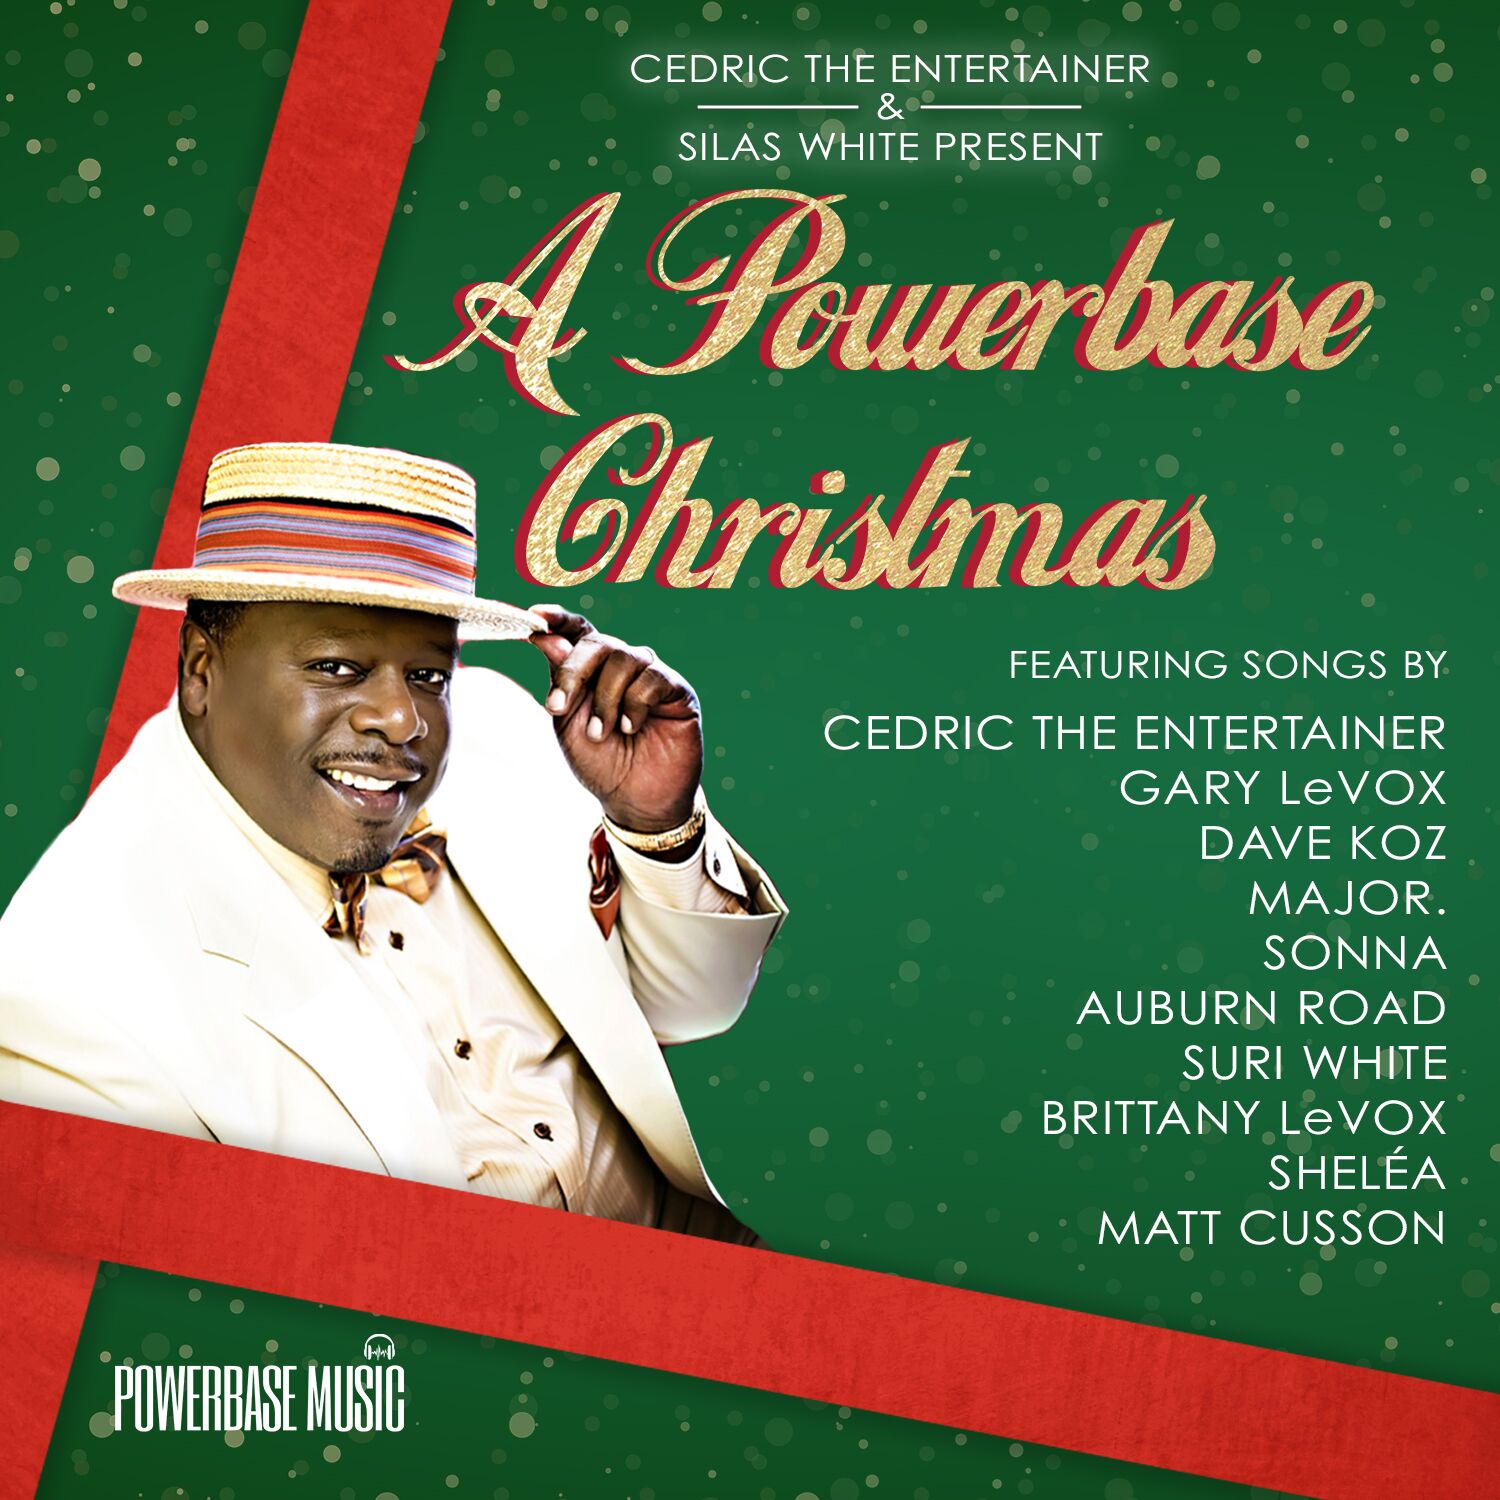 CEDRIC THE ENTERTAINER
&
SILAS WHITE PRESENT
A Powerbase
Christmas
FEATURING SONGS BY
CEDRIC THE ENTERTAINER
GARY LeVOX
DAVE KOZ
MAJOR.
SONNA
AUBURN ROAD
SURI WHITE
BRITTANY LeVOX
SHELÉA
MATT CUSSON
POWERBASE MUSIC